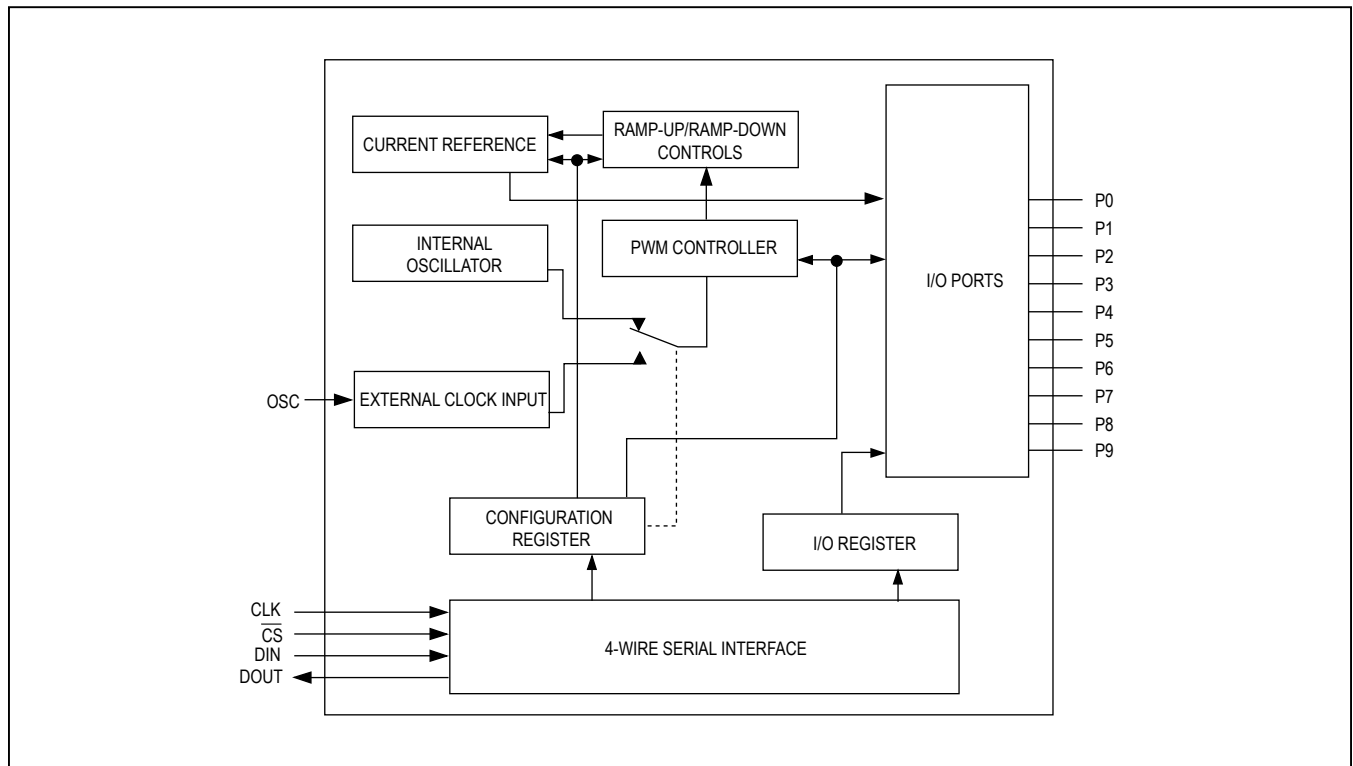 CURRENT REFERENCE
RAMP-UP/RAMP-DOWN
CONTROLS
INTERNAL
OSCILLATOR
PWM CONTROLLER
I/O PORTS
P0
P1
P2
P3
P4
P5
P6
P7
P8
P9
OSC
EXTERNAL CLOCK INPUT
CONFIGURATION
REGISTER
I/O REGISTER
CLK
CS
DIN
DOUT
4-WIRE SERIAL INTERFACE